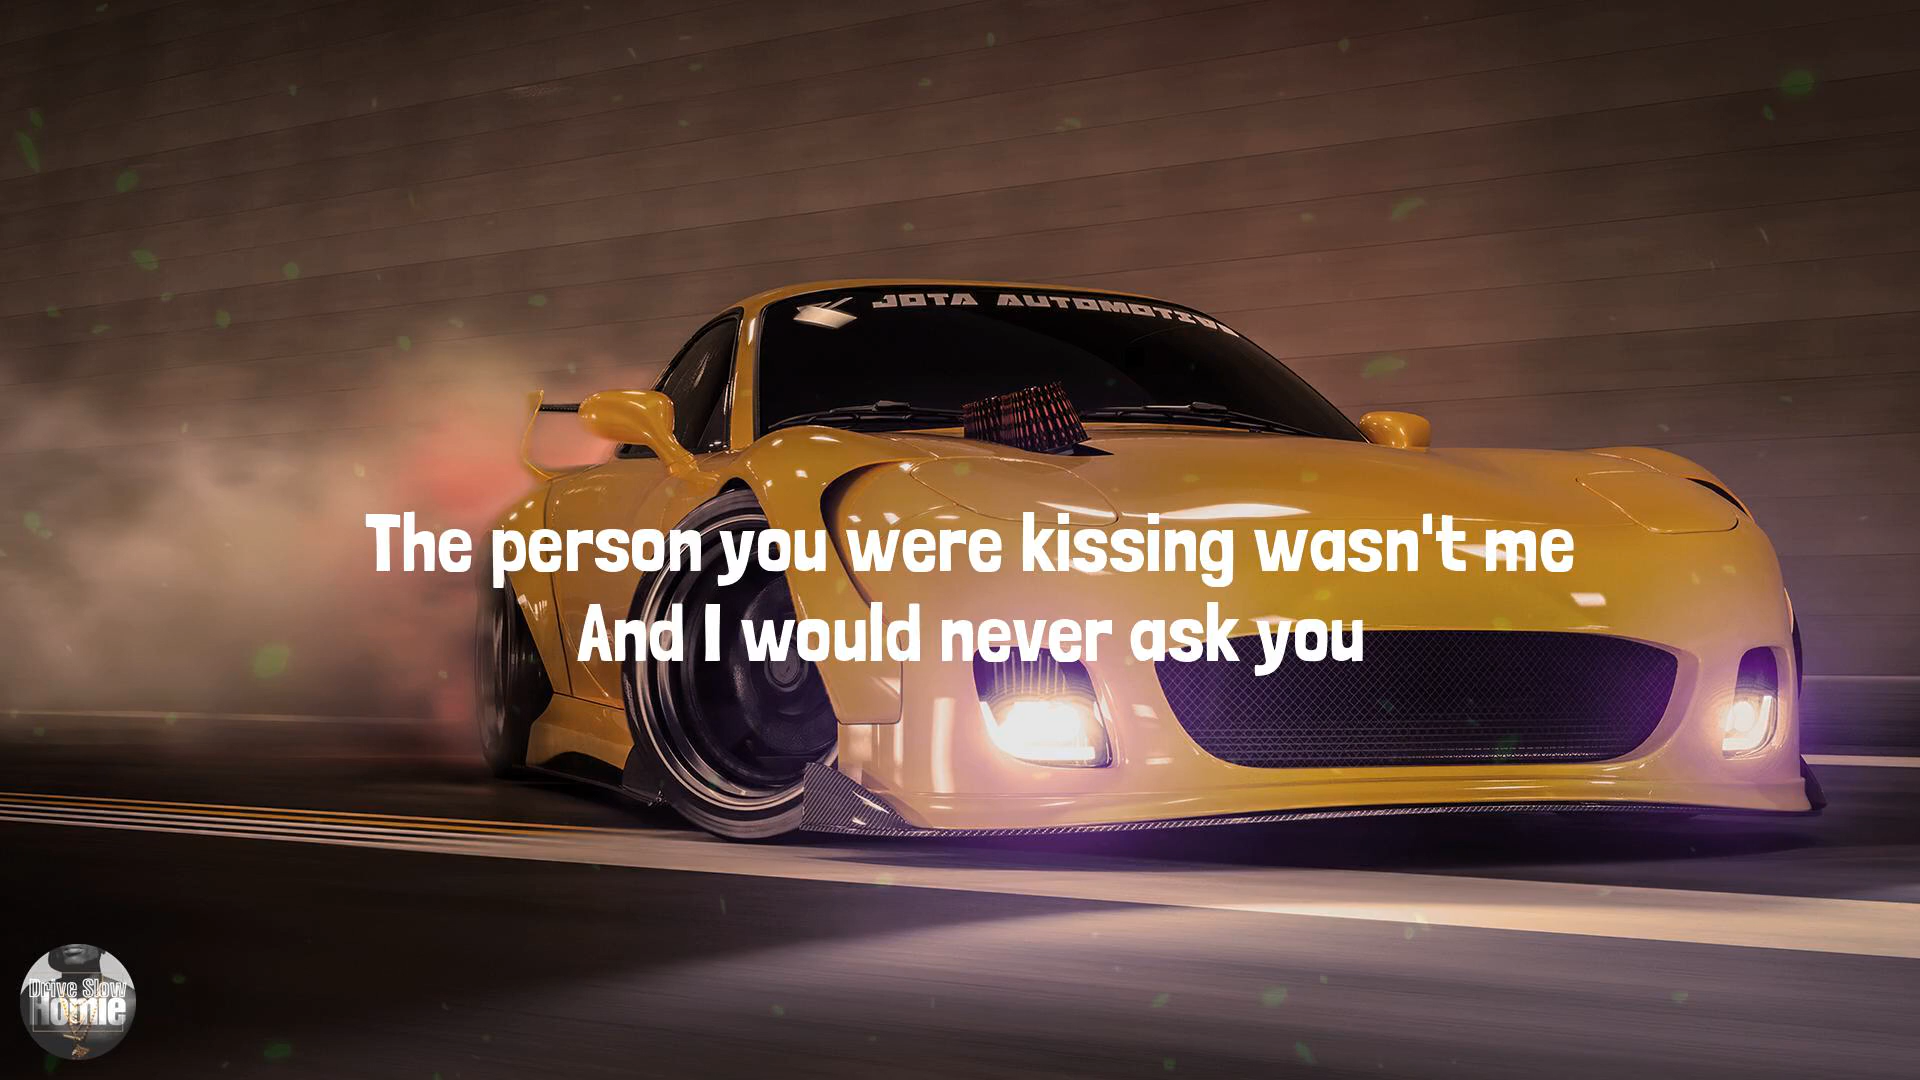 JOTA AUTOMOTIVE
The person you were kissing wasn't me
And I would never ask you
Drive Slow
Homie